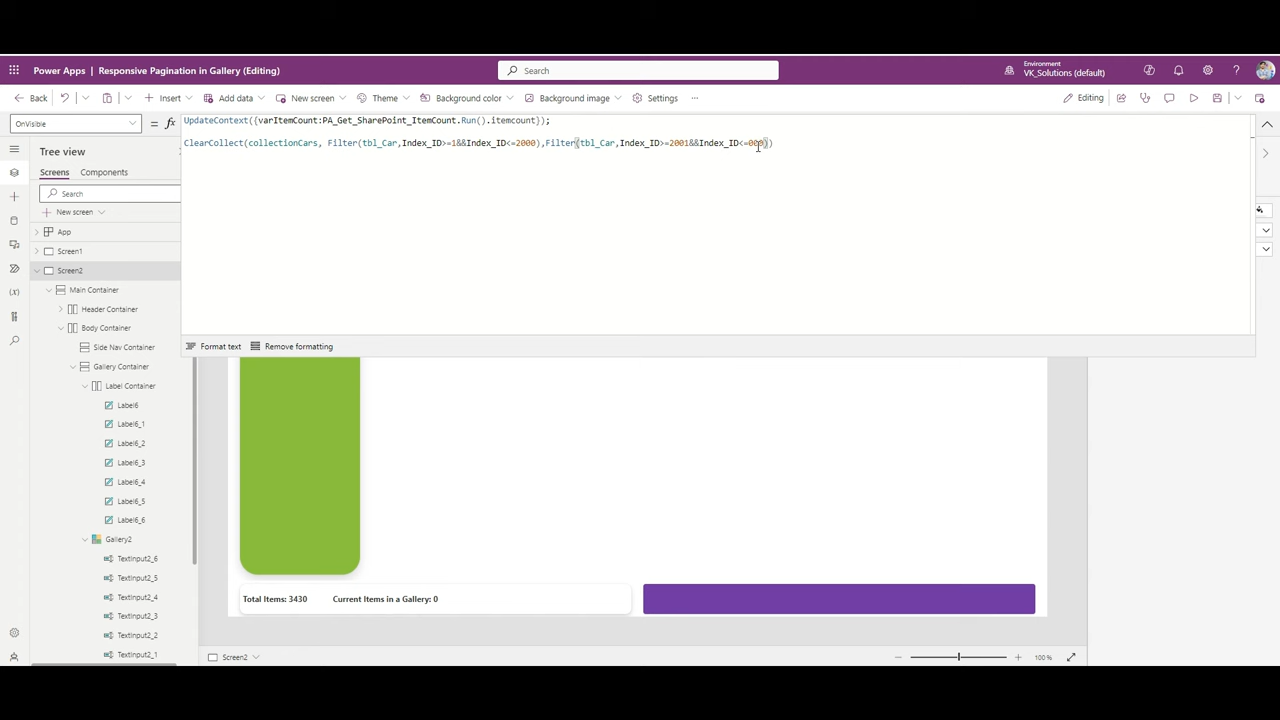 Power Apps | Responsive Pagination in Gallery (Editing)
Search
Environment
VK_Solutions (default)
Back
Insert
Add data
New screen
Theme
Background color
Background image
Settings
Editing
OnVisible
= fx
UpdateContext({varItemCount:PA_Get_SharePoint_ItemCount.Run().itemcount});
ClearCollect(collectionCars, Filter(tbl_Car,Index_ID>=1&&Index_ID<=2000),Filter(tbl_Car,Index_ID>=2001&&Index_ID<=000))
Tree view
Screens
Components
Search
New screen
App
Screen1
Screen2
Main Container
Header Container
Body Container
Side Nav Container
Gallery Container
Label Container
Label6
Label6_1
Label6_2
Label6_3
Label6_4
Label6_5
Label6_6
Gallery2
TextInput2_6
TextInput2_5
TextInput2_4
TextInput2_3
TextInput2_2
TextInput2_1
Format text
Remove formatting
Total Items: 3430
Current Items in a Gallery: 0
Screen2
100 %